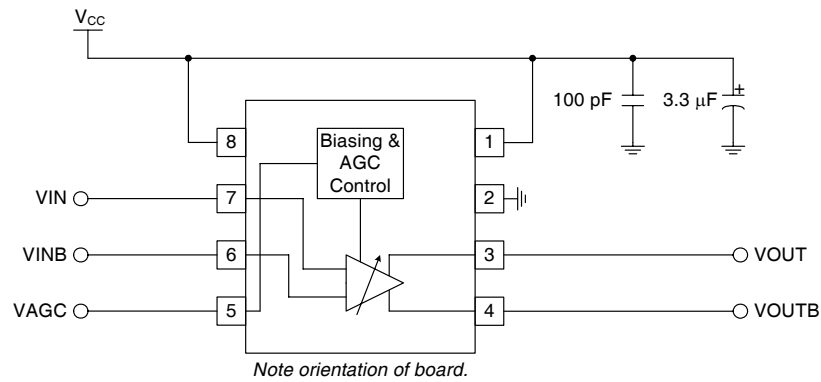 VCC
100 pF
3.3 μF
+
8
Biasing &
AGC
Control
1
VIN
7
2
VINB
6
3
VOUT
VAGC
5
4
VOUTB
Note orientation of board.